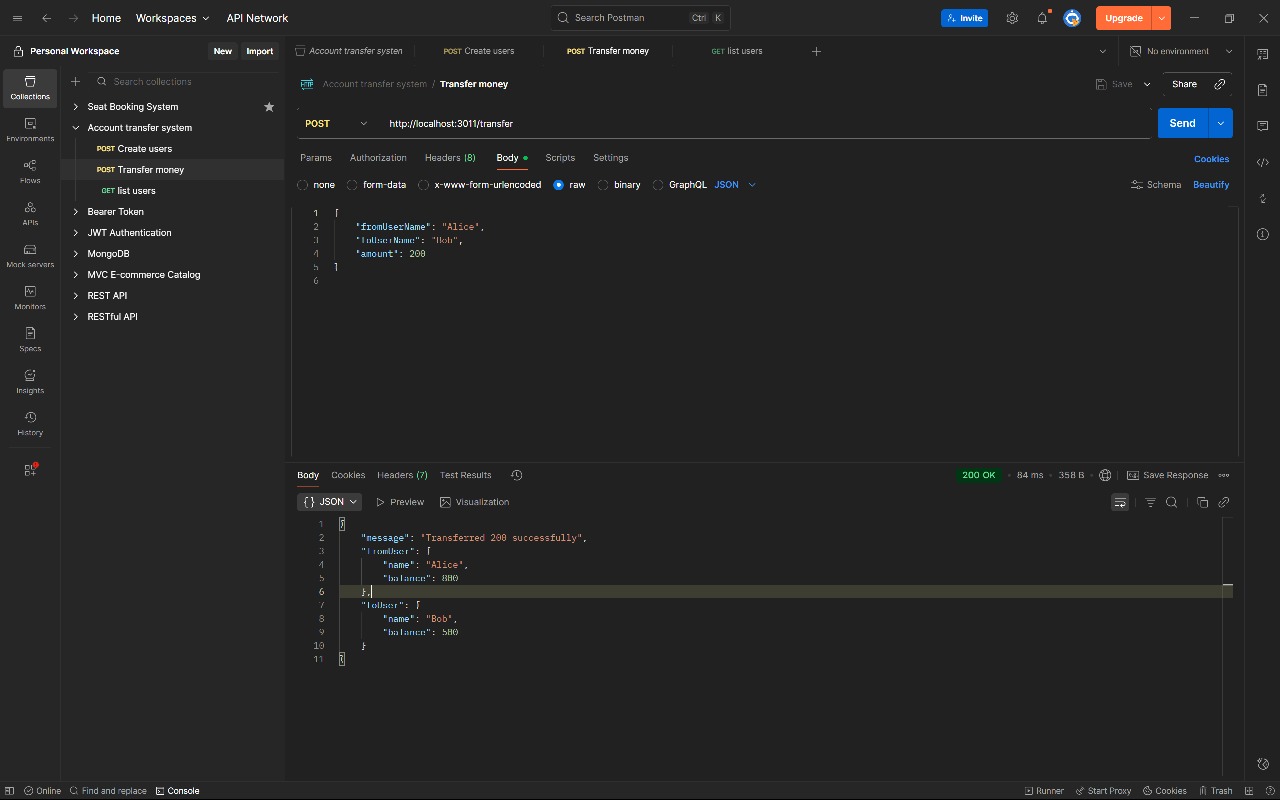 Home Workspaces API Network Search Postman Ctrl K Invite Upgrade
Personal Workspace New Import Account transfer systen POST Create users POST Transfer money GET list users No environment
Collections
Search collections
Account transfer system / Transfer money Save Share
Seat Booking System
Account transfer system
POST http://localhost:3011/transfer Send
Environments
POST Create users
Params Authorization Headers (8) Body Scripts Settings Cookies
POST Transfer money
Flows
none form-data x-www-form-urlencoded raw binary GraphQL JSON Schema Beautify
GET list users
APIs
Bearer Token
JWT Authentication
MongoDB
Mock servers
MVC E-commerce Catalog
REST API
Monitors
RESTful API
Specs
Insights
History
1 {
2 "fromUserName": "Alice",
3 "toUserName": "Bob",
4 "amount": 200
5 }
6
Body Cookies Headers (7) Test Results 200 OK 84 ms 358 B Save Response
{} JSON Preview Visualization
1 {
2 "message": "Transferred 200 successfully",
3 "fromUser": {
4 "name": "Alice",
5 "balance": 800
6 },
7 "toUser": {
8 "name": "Bob",
9 "balance": 500
10 }
11 }
Online Find and replace Console Runner Start Proxy Cookies Trash